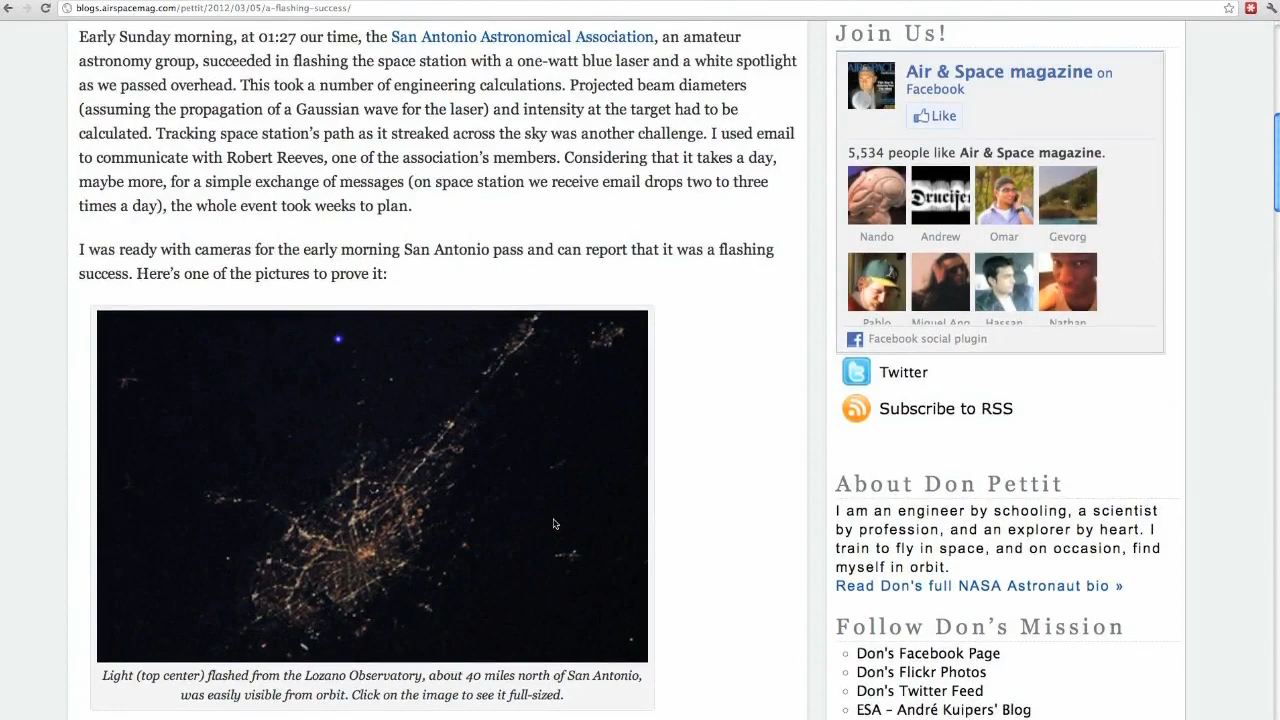 blogs.airspacemag.com/pettit/2012/03/05/a-flashing-success/
Early Sunday morning, at 01:27 our time, the San Antonio Astronomical Association, an amateur
astronomy group, succeeded in flashing the space station with a one-watt blue laser and a white spotlight
as we passed overhead. This took a number of engineering calculations. Projected beam diameters
(assuming the propagation of a Gaussian wave for the laser) and intensity at the target had to be
calculated. Tracking space station's path as it streaked across the sky was another challenge. I used email
to communicate with Robert Reeves, one of the association's members. Considering that it takes a day,
maybe more, for a simple exchange of messages (on space station we receive email drops two to three
times a day), the whole event took weeks to plan.
I was ready with cameras for the early morning San Antonio pass and can report that it was a flashing
success. Here's one of the pictures to prove it:
Light (top center) flashed from the Lozano Observatory, about 40 miles north of San Antonio,
was easily visible from orbit. Click on the image to see it full-sized.
Join Us!
Air & Space magazine on
Facebook
Like
5,534 people like Air & Space magazine.
Drucifer
Nando Andrew Omar Gevorg
Pablo Miguel Ang Hassan Nathan
Facebook social plugin
Twitter
Subscribe to RSS
About Don Pettit
I am an engineer by schooling, a scientist
by profession, and an explorer by heart. I
train to fly in space, and on occasion, find
myself in orbit.
Read Don's full NASA Astronaut bio »
Follow Don's Mission
Don's Facebook Page
Don's Flickr Photos
Don's Twitter Feed
ESA – André Kuipers' Blog